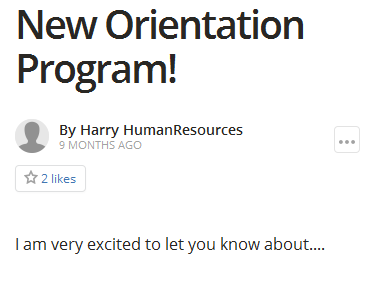 New Orientation
Program!
By Harry HumanResources
9 MONTHS AGO
2 likes
I am very excited to let you know about....